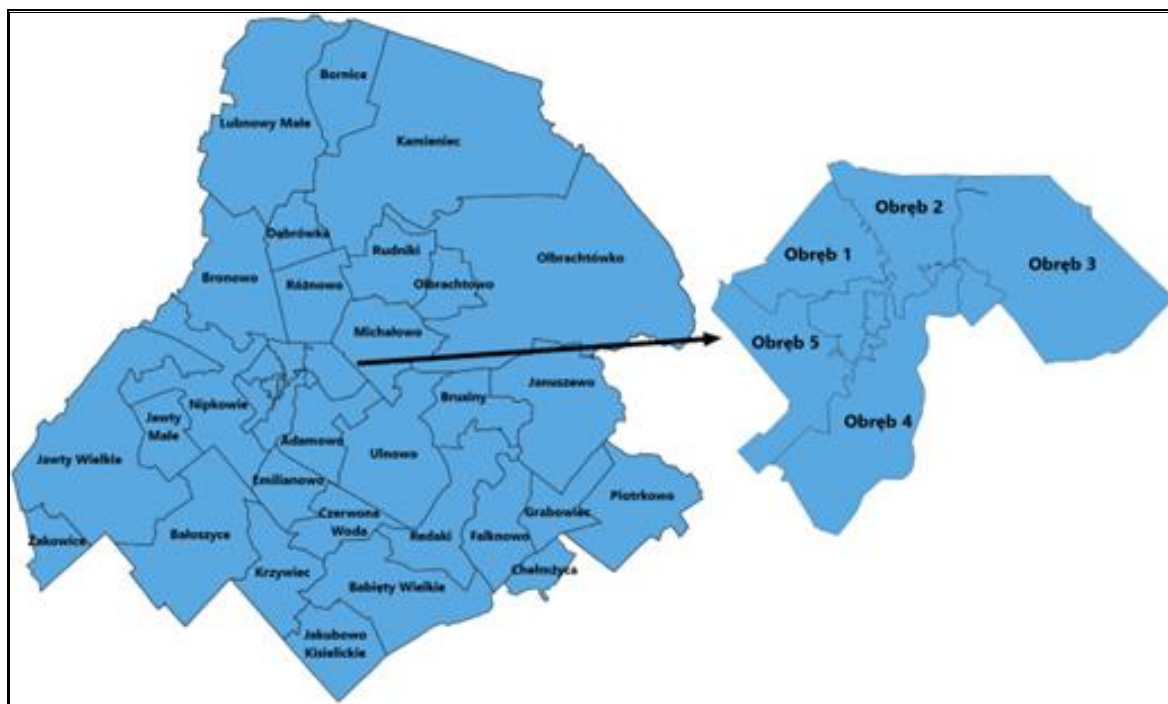 Bornice
Lubnowy Małe
Kamieniec
Dąbrówka
Rudniki
Olbrachtówko
Bronowo
Różnowo
Olbrachtowo
Michałowo
Januszewo
Brusiny
Nipkowie
Jawty
Małe
Adamowo
Ulnowo
Jawty Wielkie
Emilianowo
Piotrkowo
Czerwona
Woda
Grabowiec
Żakowice
Bałoszyce
Redaki
Falknowo
Chełmżyca
Krzywiec
Babięty Wielkie
Jakubowo
Kisielickie
Obręb 2
Obręb 1
Obręb 3
Obręb 5
Obręb 4